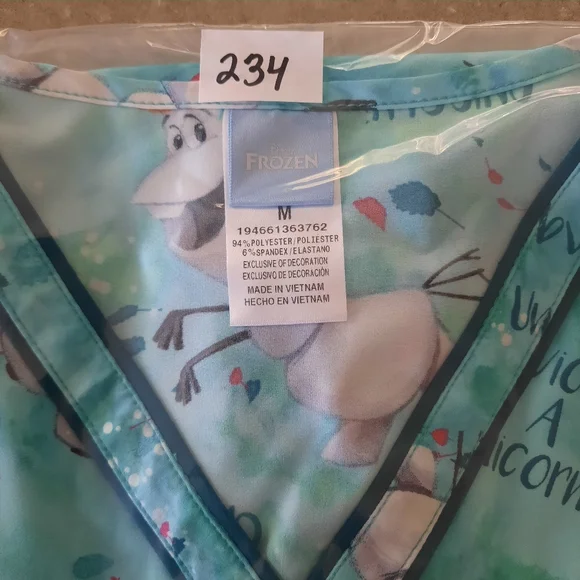 234
Disney
FROZEN
M
194661363762
94% POLYESTER/POLIESTER
6% SPANDEX/ELASTANO
EXCLUSIVE OF DECORATION
EXCLUSIVO DE DECORACIÓN
MADE IN VIETNAM
HECHO EN VIETNAM
A